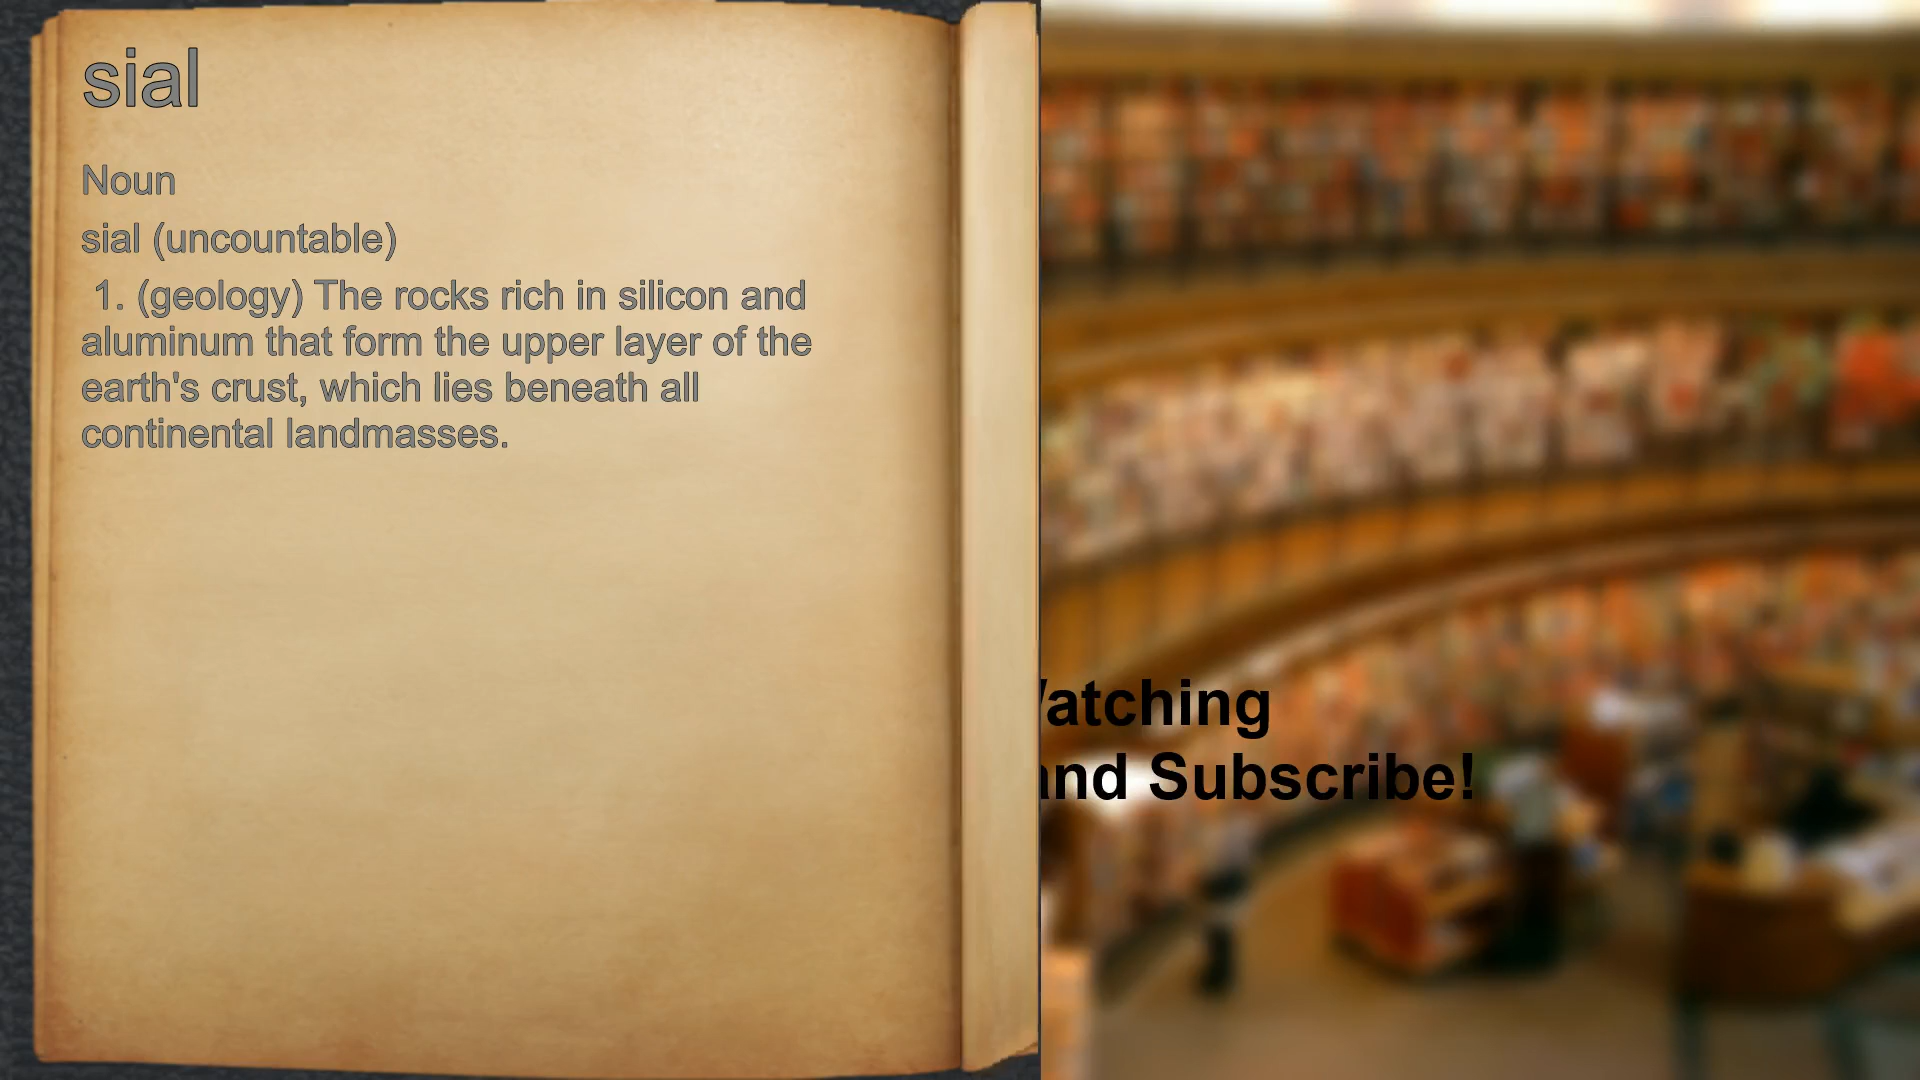 sial
Noun
sial (uncountable)
1. (geology) The rocks rich in silicon and
aluminum that form the upper layer of the
earth's crust, which lies beneath all
continental landmasses.
atching
and Subscribe!